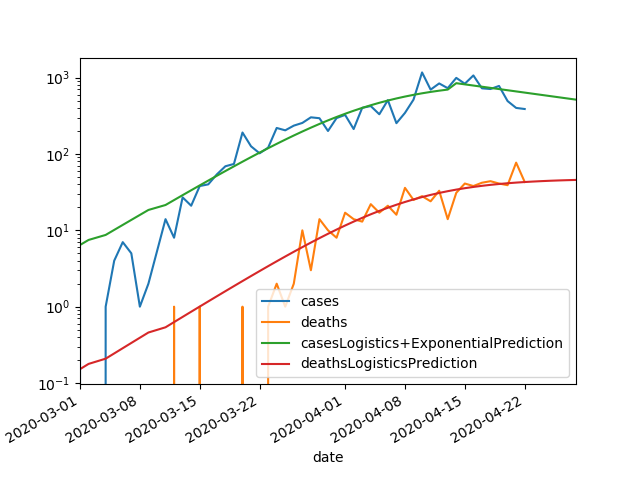 10³
10²
10¹
10⁰
10⁻¹
2020-03-01
2020-03-08
2020-03-15
2020-03-22
2020-04-01
2020-04-08
2020-04-15
2020-04-22
date
cases
deaths
casesLogistics+ExponentialPrediction
deathsLogisticsPrediction